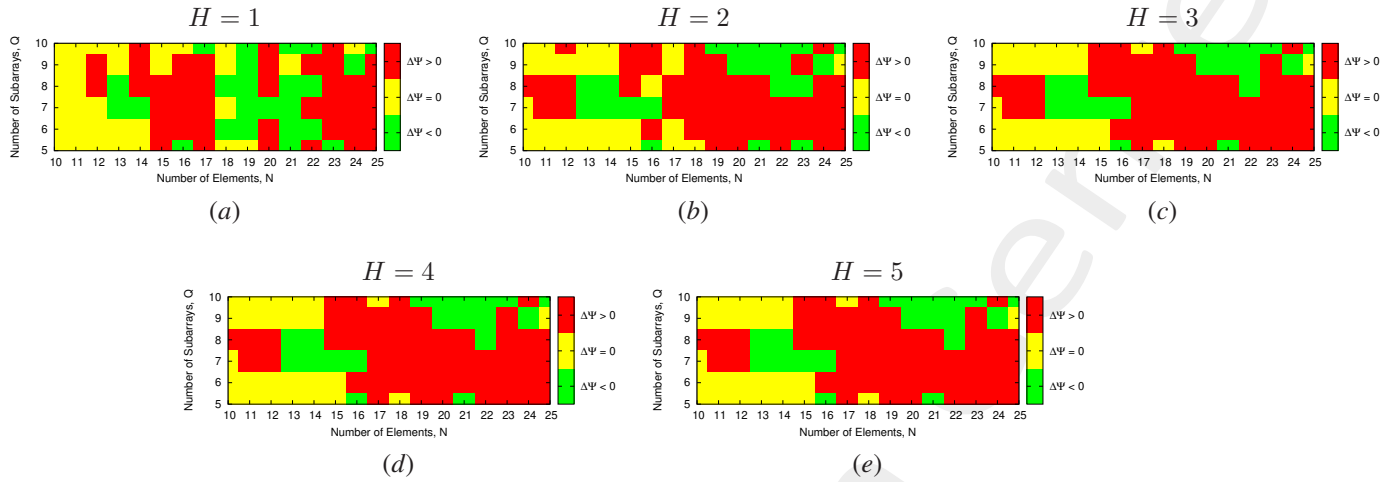 H = 1
H = 2
H = 3
Number of Subarrays, Q
10
9
8
7
6
5
10 11 12 13 14 15 16 17 18 19 20 21 22 23 24 25
Number of Elements, N
ΔΨ > 0
ΔΨ = 0
ΔΨ < 0
(a)
Number of Subarrays, Q
10
9
8
7
6
5
10 11 12 13 14 15 16 17 18 19 20 21 22 23 24 25
Number of Elements, N
ΔΨ > 0
ΔΨ = 0
ΔΨ < 0
(b)
Number of Subarrays, Q
10
9
8
7
6
5
10 11 12 13 14 15 16 17 18 19 20 21 22 23 24 25
Number of Elements, N
ΔΨ > 0
ΔΨ = 0
ΔΨ < 0
(c)
H = 4
H = 5
Number of Subarrays, Q
10
9
8
7
6
5
10 11 12 13 14 15 16 17 18 19 20 21 22 23 24 25
Number of Elements, N
ΔΨ > 0
ΔΨ = 0
ΔΨ < 0
(d)
Number of Subarrays, Q
10
9
8
7
6
5
10 11 12 13 14 15 16 17 18 19 20 21 22 23 24 25
Number of Elements, N
ΔΨ > 0
ΔΨ = 0
ΔΨ < 0
(e)